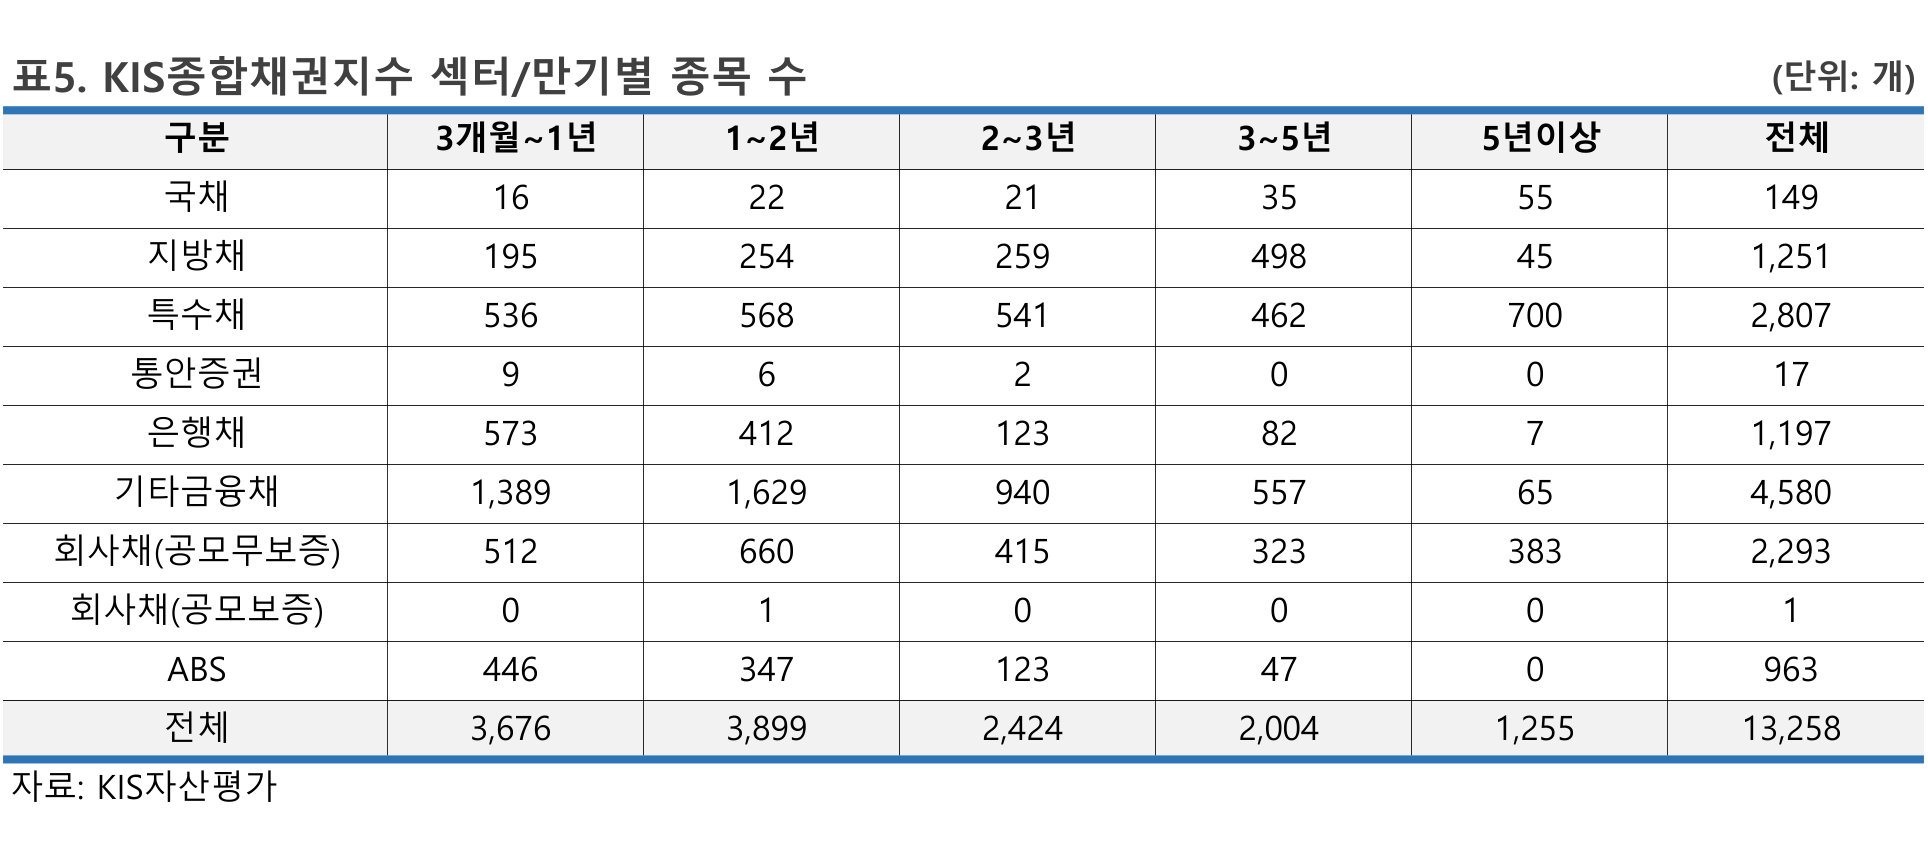 표5. KIS종합채권지수 섹터/만기별 종목 수 (단위: 개)
구분 3개월~1년 1~2년 2~3년 3~5년 5년이상 전체
국채 16 22 21 35 55 149
지방채 195 254 259 498 45 1,251
특수채 536 568 541 462 700 2,807
통안증권 9 6 2 0 0 17
은행채 573 412 123 82 7 1,197
기타금융채 1,389 1,629 940 557 65 4,580
회사채(공모무보증) 512 660 415 323 383 2,293
회사채(공모보증) 0 1 0 0 0 1
ABS 446 347 123 47 0 963
전체 3,676 3,899 2,424 2,004 1,255 13,258
자료: KIS자산평가